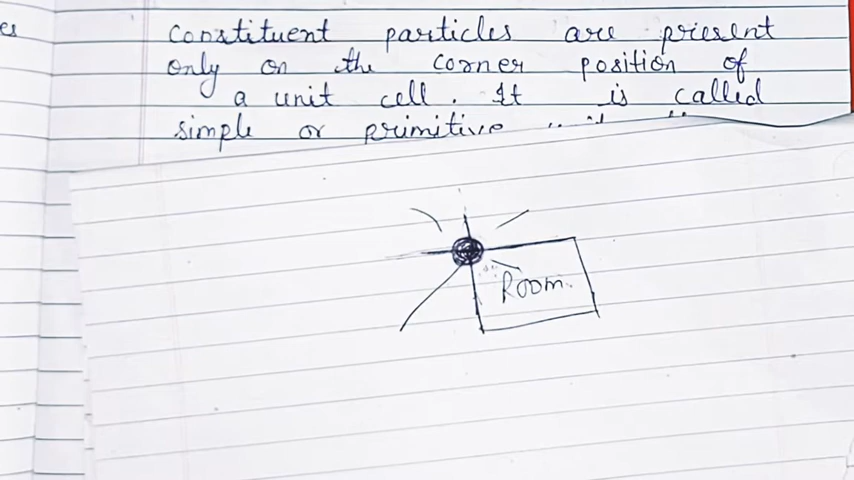 es
constituent particles are present
only on the corner position of
a unit cell. It is called
simple or primitive
Room